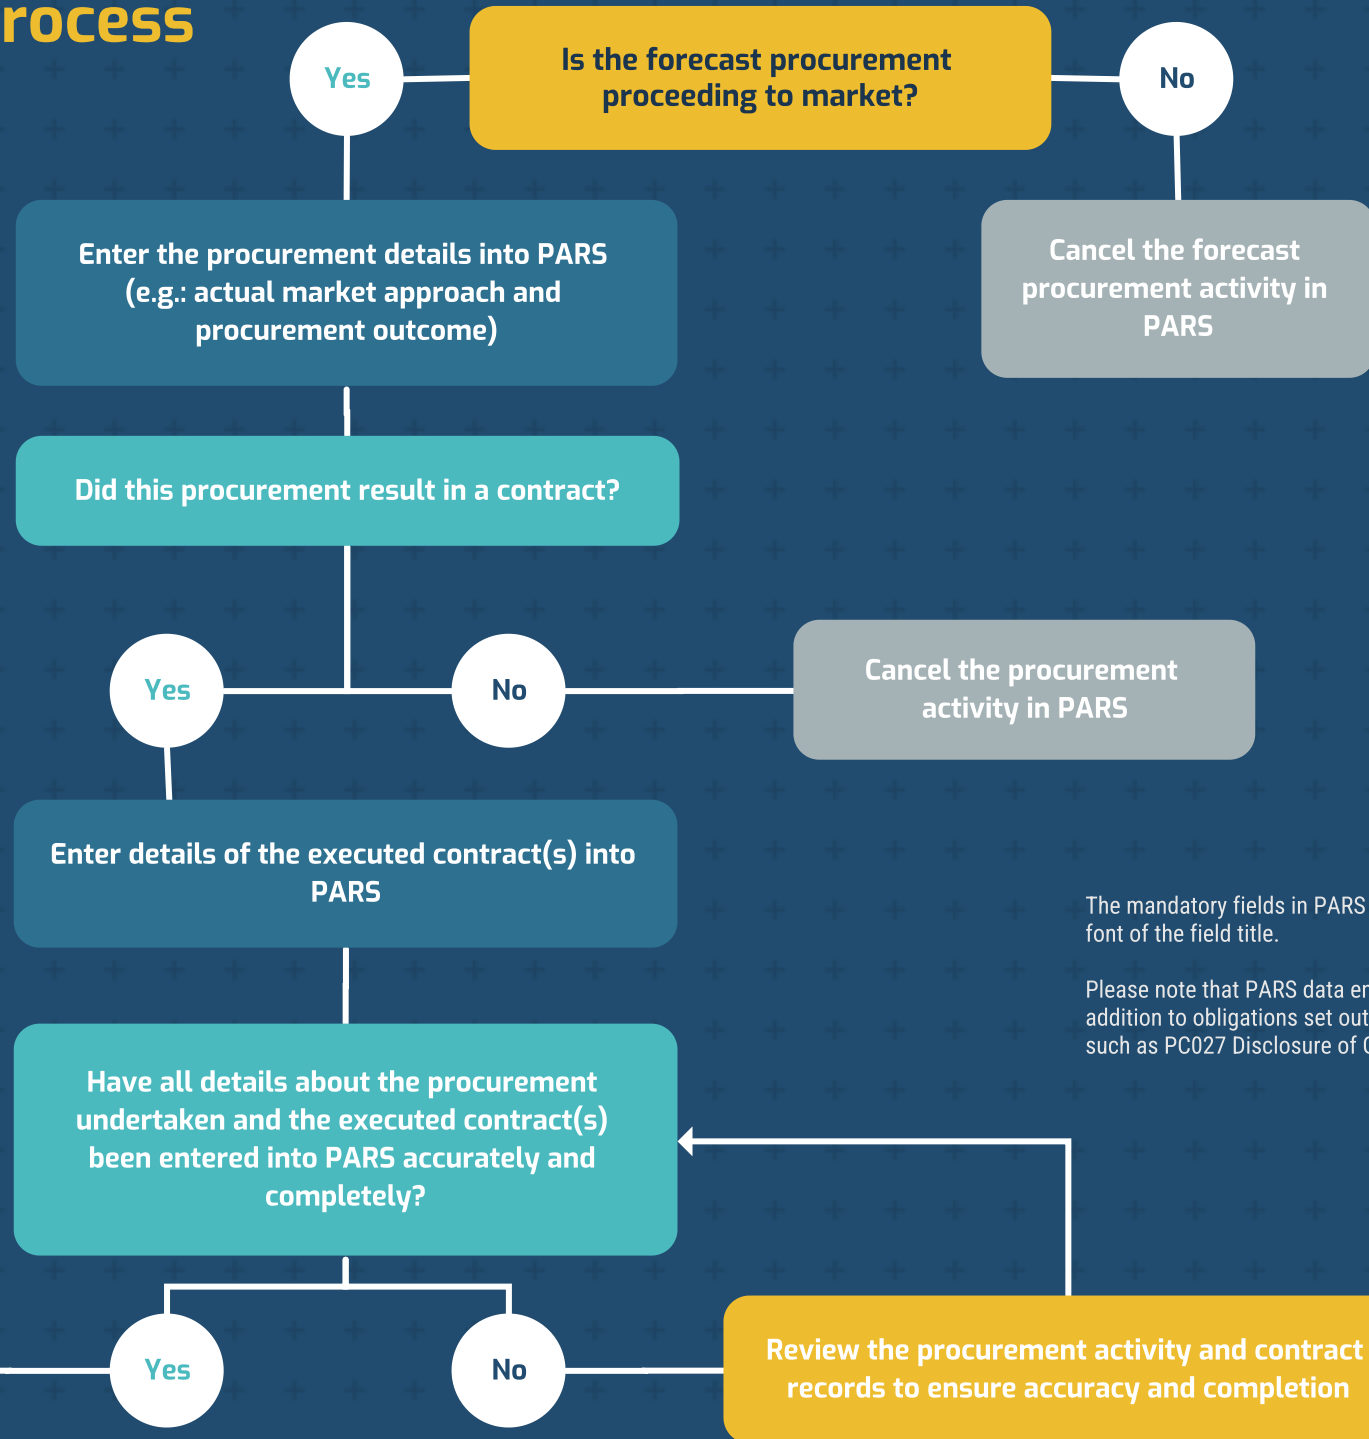 rocess
Yes
Is the forecast procurement
proceeding to market?
No
Enter the procurement details into PARS
(e.g.: actual market approach and
procurement outcome)
Cancel the forecast
procurement activity in
PARS
Did this procurement result in a contract?
Yes
No
Cancel the procurement
activity in PARS
Enter details of the executed contract(s) into
PARS
The mandatory fields in PARS
font of the field title.
Please note that PARS data en
addition to obligations set out
such as PC027 Disclosure of
Have all details about the procurement
undertaken and the executed contract(s)
been entered into PARS accurately and
completely?
Yes
No
Review the procurement activity and contract
records to ensure accuracy and completion